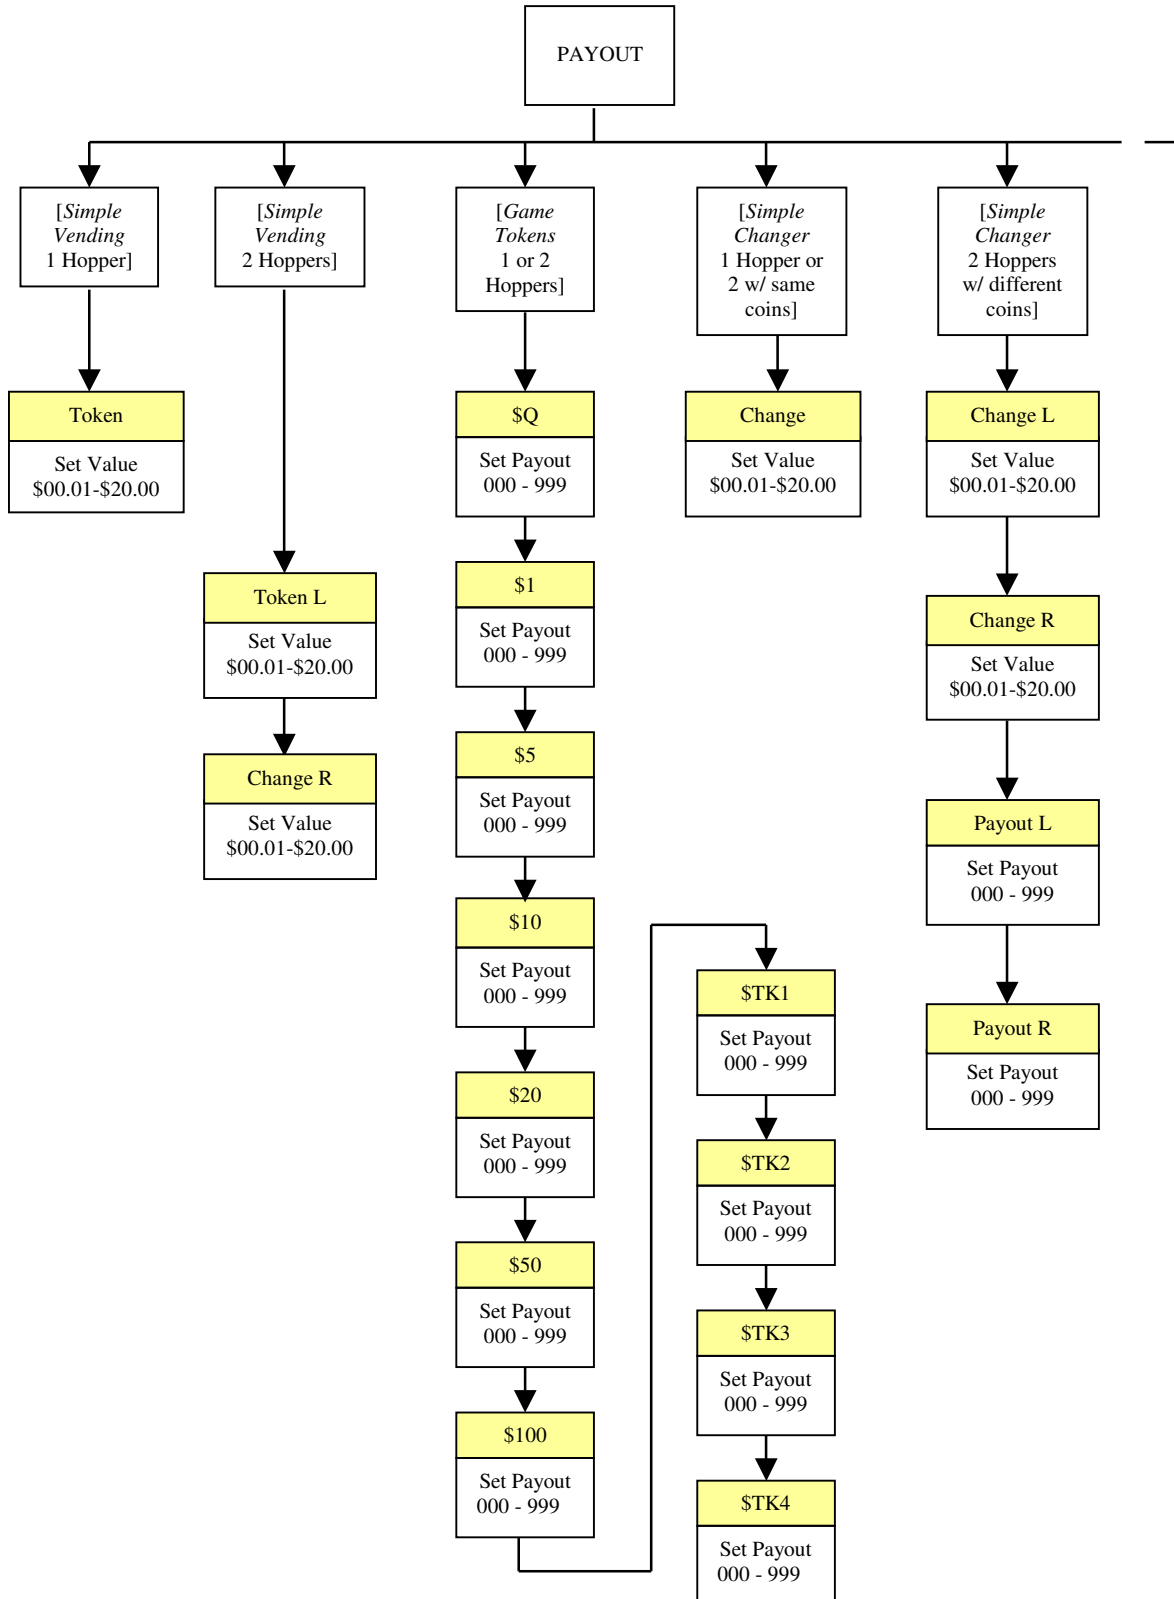 PAYOUT
[Simple
Vending
1 Hopper]
[Simple
Vending
2 Hoppers]
[Game
Tokens
1 or 2
Hoppers]
[Simple
Changer
1 Hopper or
2 w/ same
coins]
[Simple
Changer
2 Hoppers
w/ different
coins]
Token
Set Value
$00.01-$20.00
Token L
Set Value
$00.01-$20.00
Change R
Set Value
$00.01-$20.00
$Q
Set Payout
000 - 999
$1
Set Payout
000 - 999
$5
Set Payout
000 - 999
$10
Set Payout
000 - 999
$20
Set Payout
000 - 999
$50
Set Payout
000 - 999
$100
Set Payout
000 - 999
$TK1
Set Payout
000 - 999
$TK2
Set Payout
000 - 999
$TK3
Set Payout
000 - 999
$TK4
Set Payout
000 - 999
Change
Set Value
$00.01-$20.00
Change L
Set Value
$00.01-$20.00
Change R
Set Value
$00.01-$20.00
Payout L
Set Payout
000 - 999
Payout R
Set Payout
000 - 999